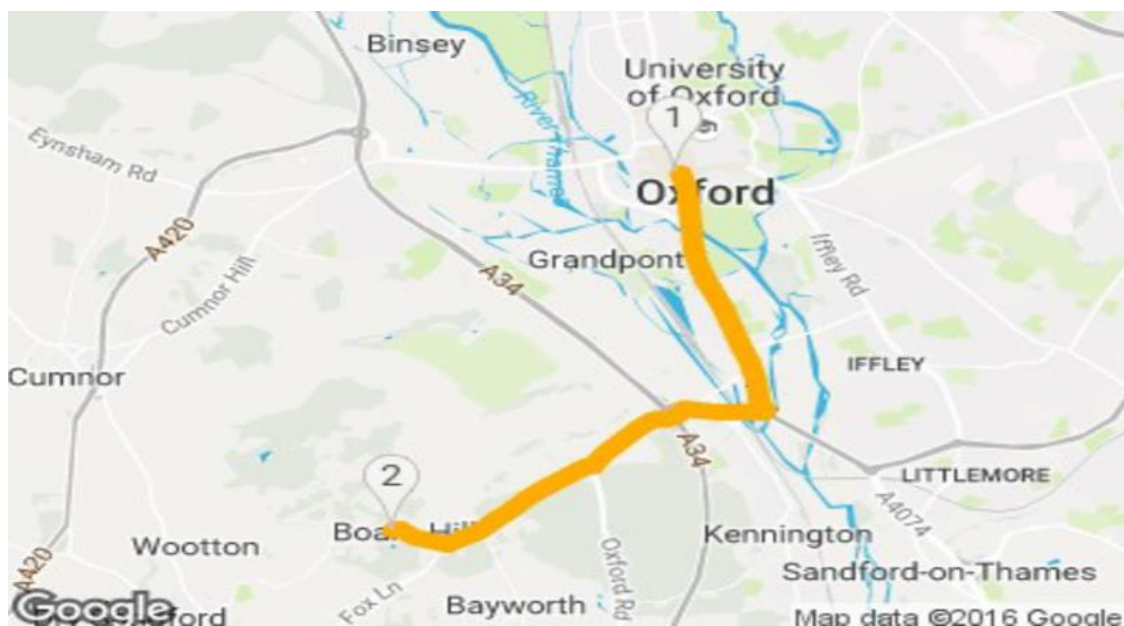 Binsey
University
of Oxford
1
Eynsham Rd
River Thames
Oxford
A420
Iffley Rd
Grandpont
A34
Cumnor Hill
IFFLEY
Cumnor
A34
2
LITTLEMORE
A4074
Boars Hill
Kennington
Wootton
Oxford Rd
Sandford-on-Thames
A420
Fox Ln
Bayworth
Google
Map data ©2016 Google